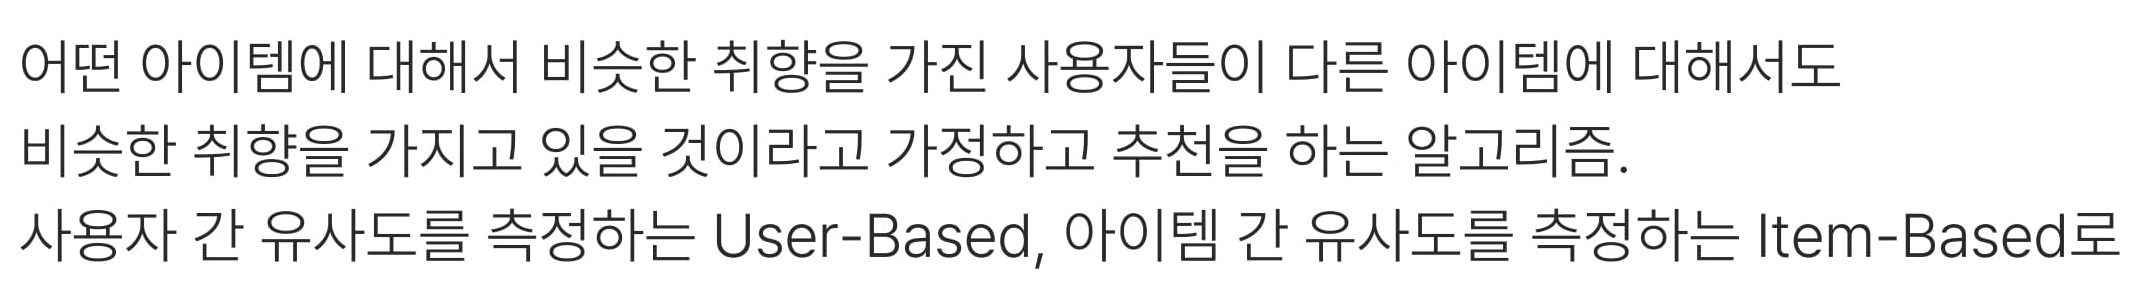 어떤 아이템에 대해서 비슷한 취향을 가진 사용자들이 다른 아이템에 대해서도
비슷한 취향을 가지고 있을 것이라고 가정하고 추천을 하는 알고리즘.
사용자 간 유사도를 측정하는 User-Based, 아이템 간 유사도를 측정하는 Item-Based로